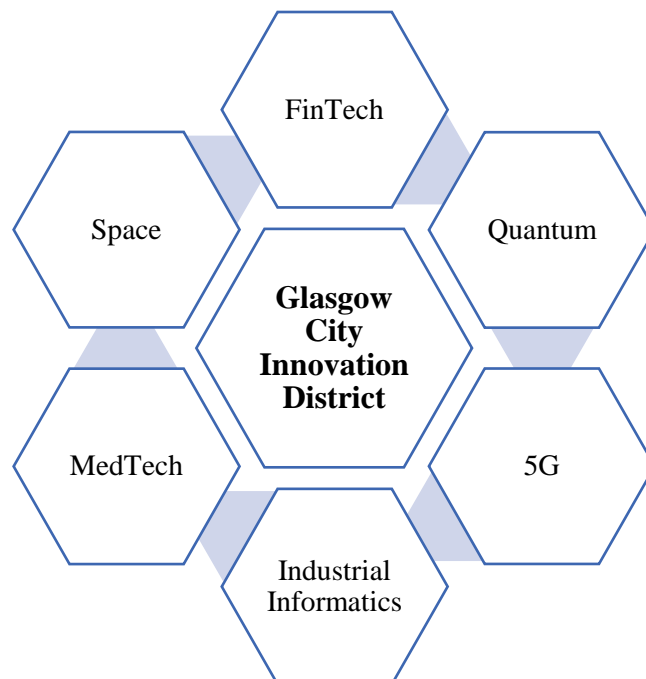 FinTech
Space
Quantum
Glasgow
City
Innovation
District
MedTech
5G
Industrial
Informatics